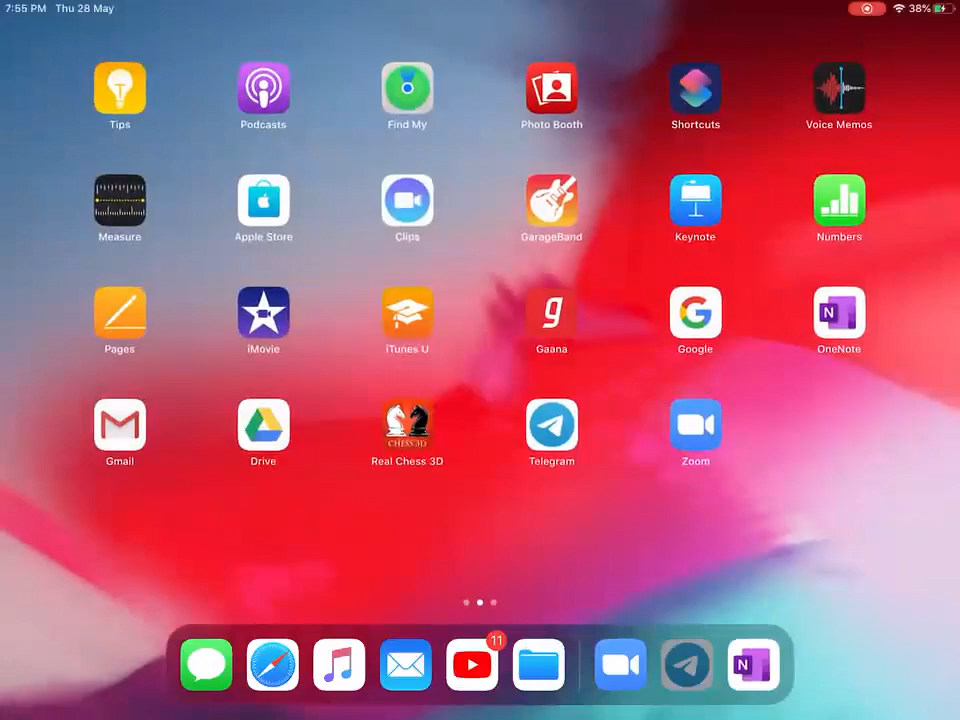 7:55 PM Thu 28 May 38%
Tips Podcasts Find My Photo Booth Shortcuts Voice Memos
Measure Apple Store Clips GarageBand Keynote Numbers
g G N
Pages iMovie iTunes U Gaana Google OneNote
CHESS 3D
Gmail Drive Real Chess 3D Telegram Zoom
11
N